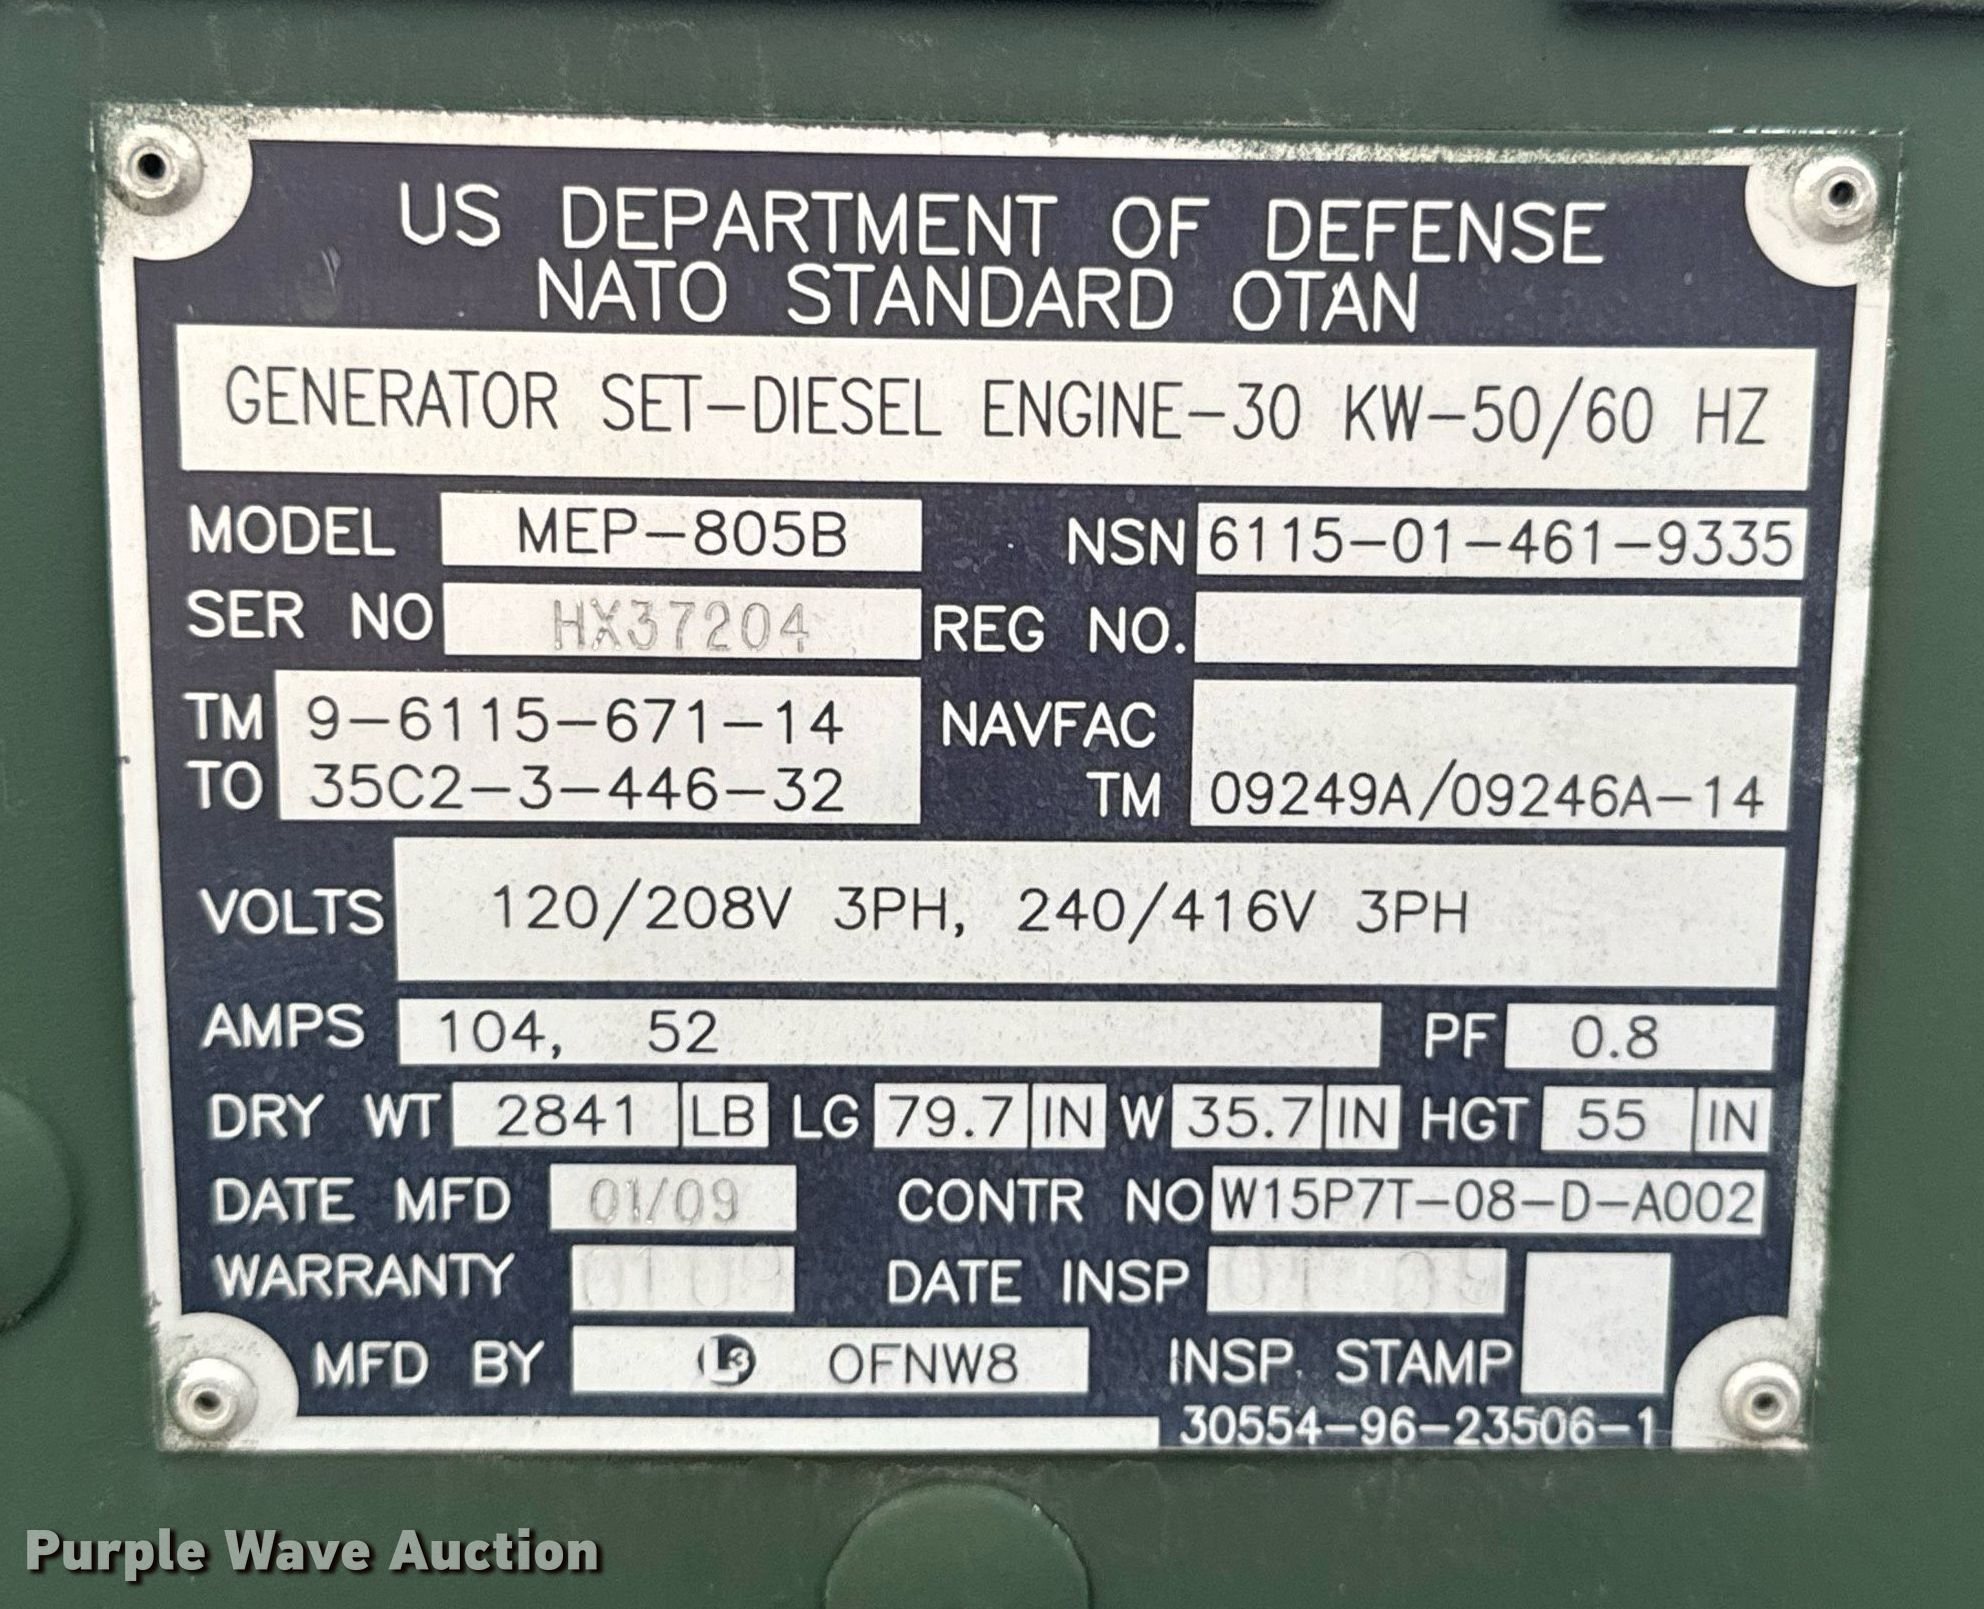 US DEPARTMENT OF DEFENSE
NATO STANDARD OTAN
GENERATOR SET-DIESEL ENGINE-30 KW-50/60 HZ
MODEL MEP-805B NSN 6115-01-461-9335
SER NO HX37204 REG NO.
TM 9-6115-671-14 NAVFAC
TO 35C2-3-446-32 TM 09249A/09246A-14
VOLTS 120/208V 3PH, 240/416V 3PH
AMPS 104, 52 PF 0.8
DRY WT 2841 LB LG 79.7 IN W 35.7 IN HGT 55 IN
DATE MFD 01/09 CONTR NO W15P7T-08-D-A002
WARRANTY 01 09 DATE INSP 01 09
MFD BY L3 0FNW8 INSP. STAMP
30554-96-23506-1
Purple Wave Auction